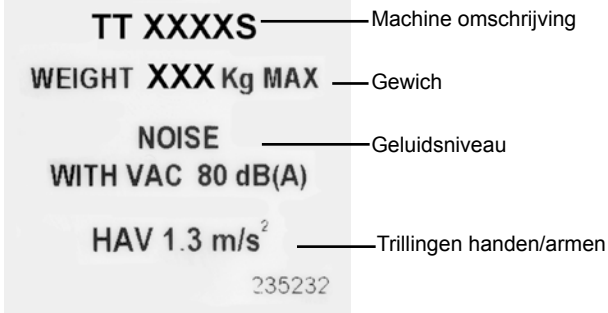 TT XXXXS
Machine omschrijving
WEIGHT XXX Kg MAX
Gewich
NOISE
Geluidsniveau
WITH VAC 80 dB(A)
HAV 1.3 m/s²
Trillingen handen/armen
235232